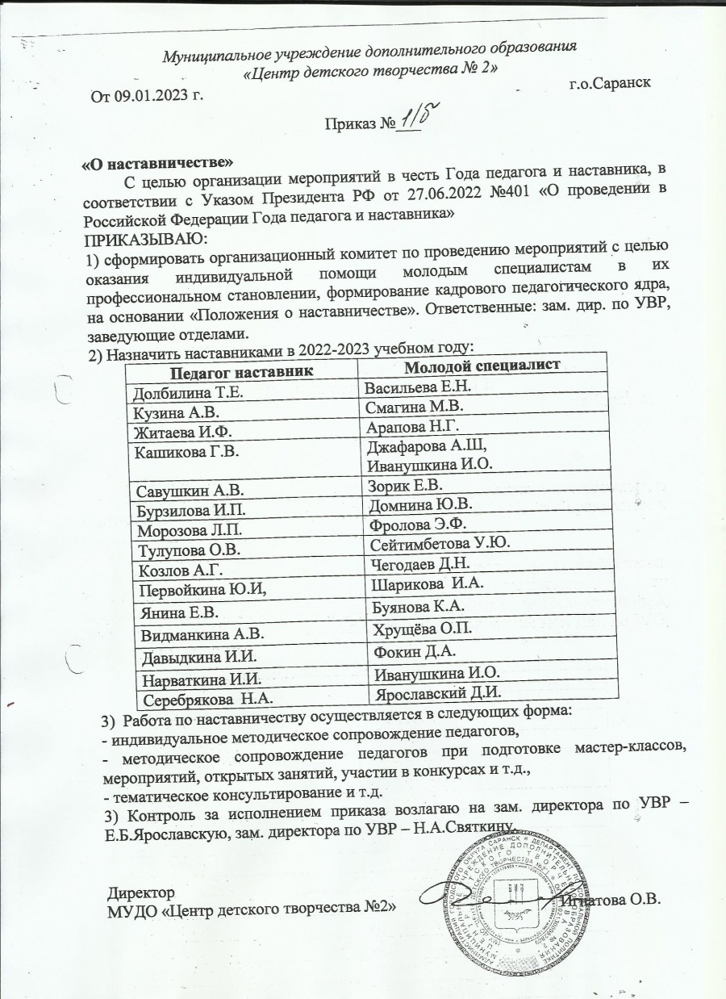 Муниципальное учреждение дополнительного образования
«Центр детского творчества № 2»
От 09.01.2023 г. г.о.Саранск
Приказ № 1/б
«О наставничестве»
С целью организации мероприятий в честь Года педагога и наставника, в
соответствии с Указом Президента РФ от 27.06.2022 №401 «О проведении в
Российской Федерации Года педагога и наставника»
ПРИКАЗЫВАЮ:
1) сформировать организационный комитет по проведению мероприятий с целью
оказания индивидуальной помощи молодым специалистам в их
профессиональном становлении, формирование кадрового педагогического ядра,
на основании «Положения о наставничестве». Ответственные: зам. дир. по УВР,
заведующие отделами.
2) Назначить наставниками в 2022-2023 учебном году:
Педагог наставник Молодой специалист
Долбилина Т.Е. Васильева Е.Н.
Кузина А.В. Смагина М.В.
Житаева И.Ф. Арапова Н.Г.
Кашикова Г.В. Джафарова А.Ш,
Иванушкина И.О.
Савушкин А.В. Зорик Е.В.
Бурзилова И.П. Домнина Ю.В.
Морозова Л.П. Фролова Э.Ф.
Тулупова О.В. Сейтимбетова У.Ю.
Козлов А.Г. Чегодаев Д.Н.
Первойкина Ю.И, Шарикова И.А.
Янина Е.В. Буянова К.А.
Видманкина А.В. Хрущёва О.П.
Давыдкина И.И. Фокин Д.А.
Нарваткина И.И. Иванушкина И.О.
Серебрякова Н.А. Ярославский Д.И.
3) Работа по наставничеству осуществляется в следующих форма:
- индивидуальное методическое сопровождение педагогов,
- методическое сопровождение педагогов при подготовке мастер-классов,
мероприятий, открытых занятий, участии в конкурсах и т.д.,
- тематическое консультирование и т.д.
3) Контроль за исполнением приказа возлагаю на зам. директора по УВР –
Е.Б.Ярославскую, зам. директора по УВР – Н.А.Святкину.
Директор
МУДО «Центр детского творчества №2» Игнатова О.В.